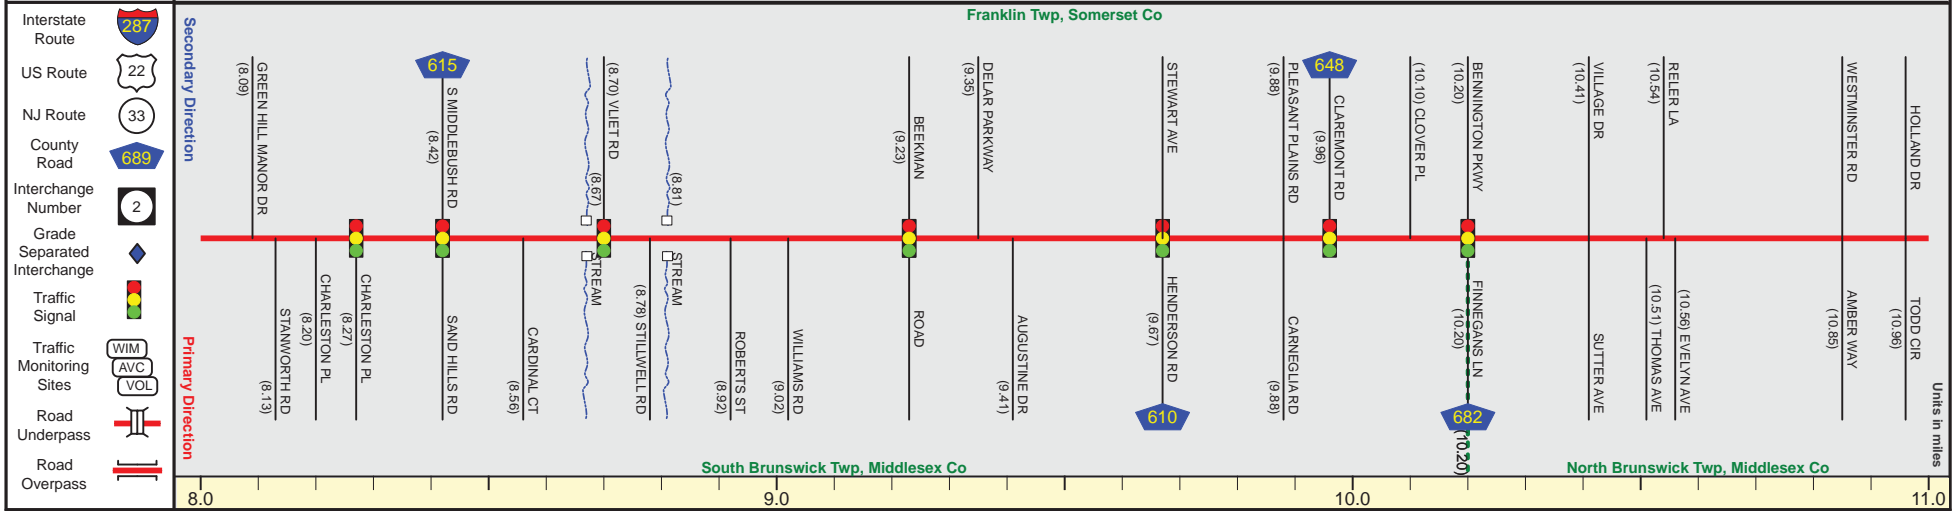 Interstate
Route
287
US Route
22
NJ Route
33
County
Road
689
Interchange
Number
2
Grade
Separated
Interchange
Traffic
Signal
Traffic
Monitoring
Sites
WIM
AVC
VOL
Road
Underpass
Road
Overpass
Secondary Direction
Primary Direction
Franklin Twp, Somerset Co
GREEN HILL MANOR DR
(8.09)
615
S MIDDLEBUSH RD
(8.42)
(8.67)
(8.70) VLIET RD
(8.81)
BEEKMAN
(9.23)
DELAR PARKWAY
(9.35)
STEWART AVE
PLEASANT PLAINS RD
(9.88)
648
CLAREMONT RD
(9.96)
(10.10) CLOVER PL
BENNINGTON PKWY
(10.20)
VILLAGE DR
(10.41)
RELER LA
(10.54)
WESTMINSTER RD
HOLLAND DR
STANWORTH RD
(8.13)
CHARLESTON PL
(8.20)
CHARLESTON PL
(8.27)
SAND HILLS RD
CARDINAL CT
(8.56)
STREAM
(8.78) STILLWELL RD
STREAM
ROBERTS ST
(8.92)
WILLIAMS RD
(9.02)
ROAD
AUGUSTINE DR
(9.41)
HENDERSON RD
(9.67)
610
CARNEGLIA RD
(9.88)
FINNEGANS LN
(10.20)
682
(10.20)
SUTTER AVE
(10.51) THOMAS AVE
(10.56) EVELYN AVE
AMBER WAY
(10.85)
TODD CIR
(10.96)
Units in miles
South Brunswick Twp, Middlesex Co
North Brunswick Twp, Middlesex Co
8.0
9.0
10.0
11.0